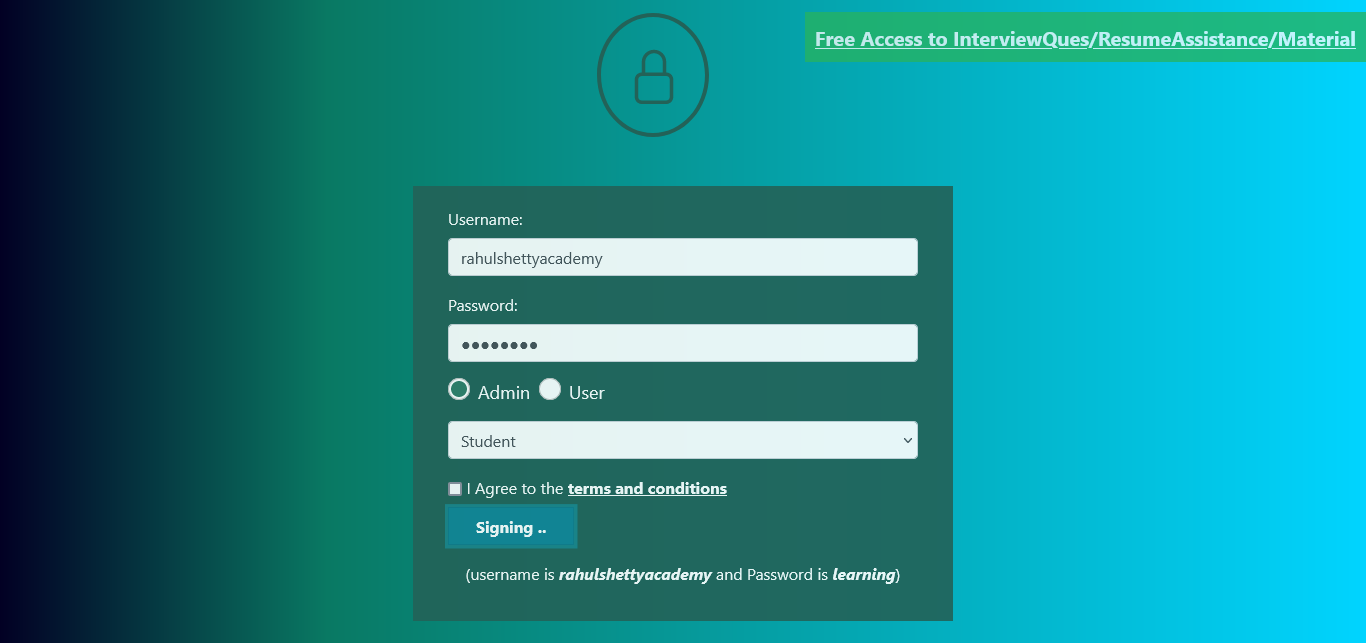 Free Access to InterviewQues/ResumeAssistance/Material
Username:
rahulshettyacademy
Password:
••••••••
Admin User
Student
I Agree to the terms and conditions
Signing ..
(username is rahulshettyacademy and Password is learning)